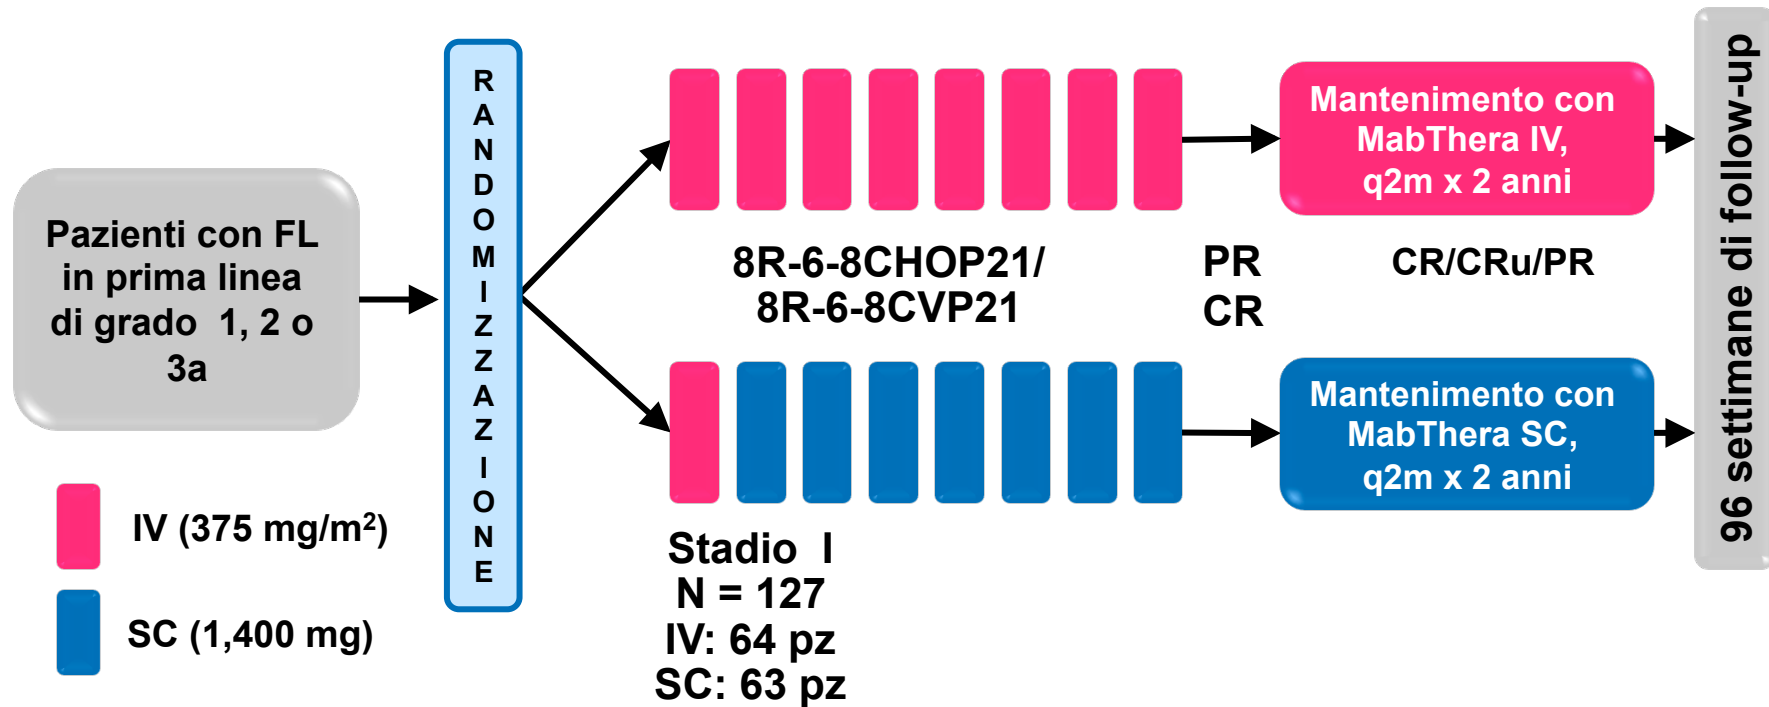 Pazienti con FL
in prima linea
di grado 1, 2 o
3a
RANDOMIZZAZIONE
IV (375 mg/m²)
SC (1,400 mg)
8R-6-8CHOP21/
8R-6-8CVP21
PR
CR
Stadio I
N = 127
IV: 64 pz
SC: 63 pz
Mantenimento con
MabThera IV,
q2m x 2 anni
CR/CRu/PR
Mantenimento con
MabThera SC,
q2m x 2 anni
96 settimane di follow-up